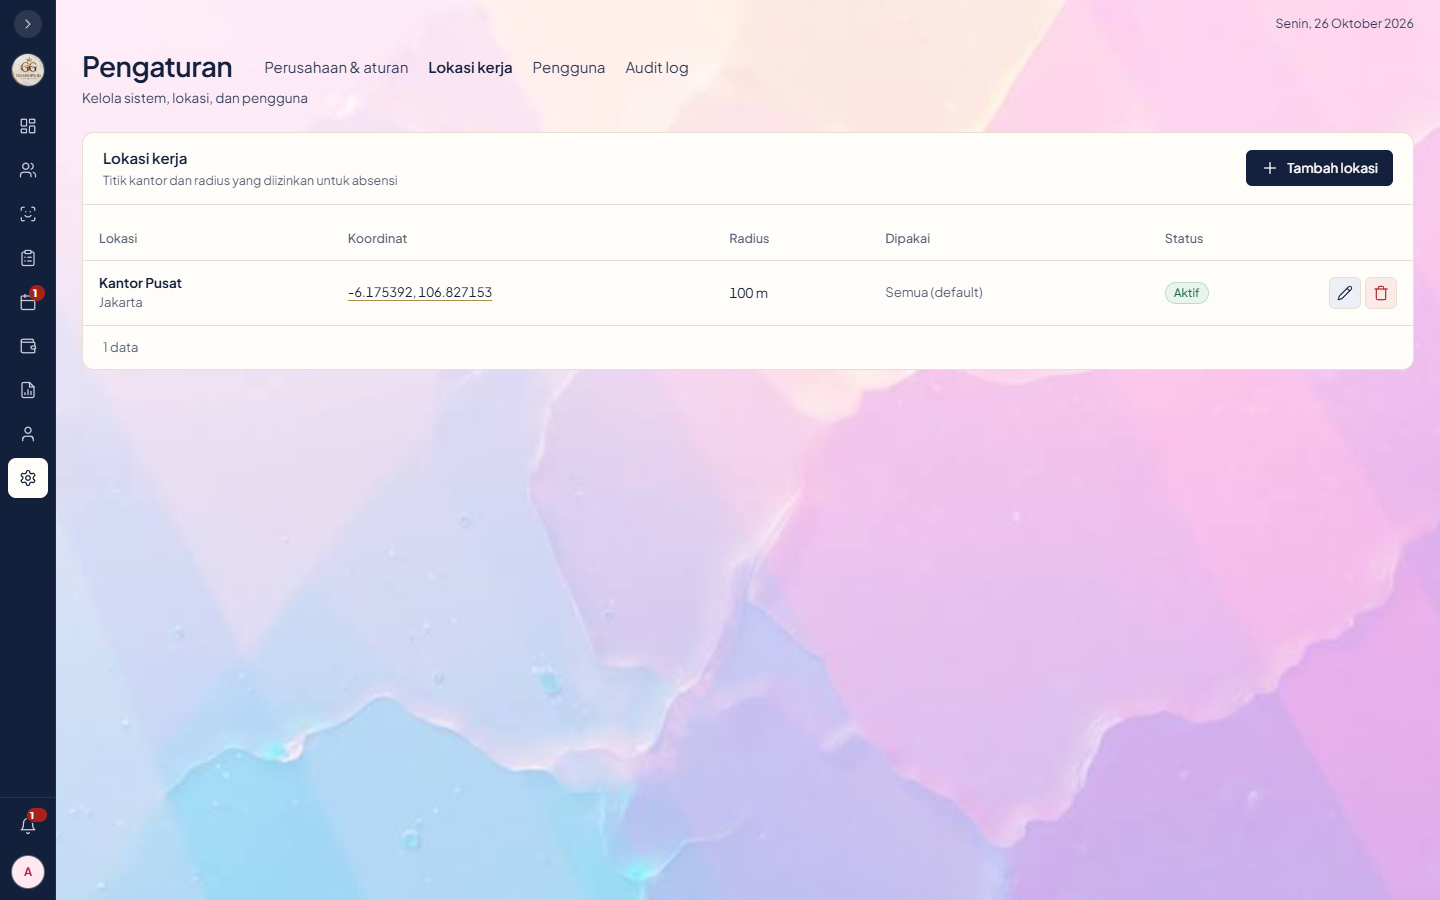 Senin, 26 Oktober 2026
GG
Pengaturan
Perusahaan & aturan
Lokasi kerja
Pengguna
Audit log
Kelola sistem, lokasi, dan pengguna
Lokasi kerja
Titik kantor dan radius yang diizinkan untuk absensi
Tambah lokasi
Lokasi
Koordinat
Radius
Dipakai
Status
Kantor Pusat
Jakarta
-6.175392, 106.827153
100 m
Semua (default)
Aktif
1 data
1
1
A